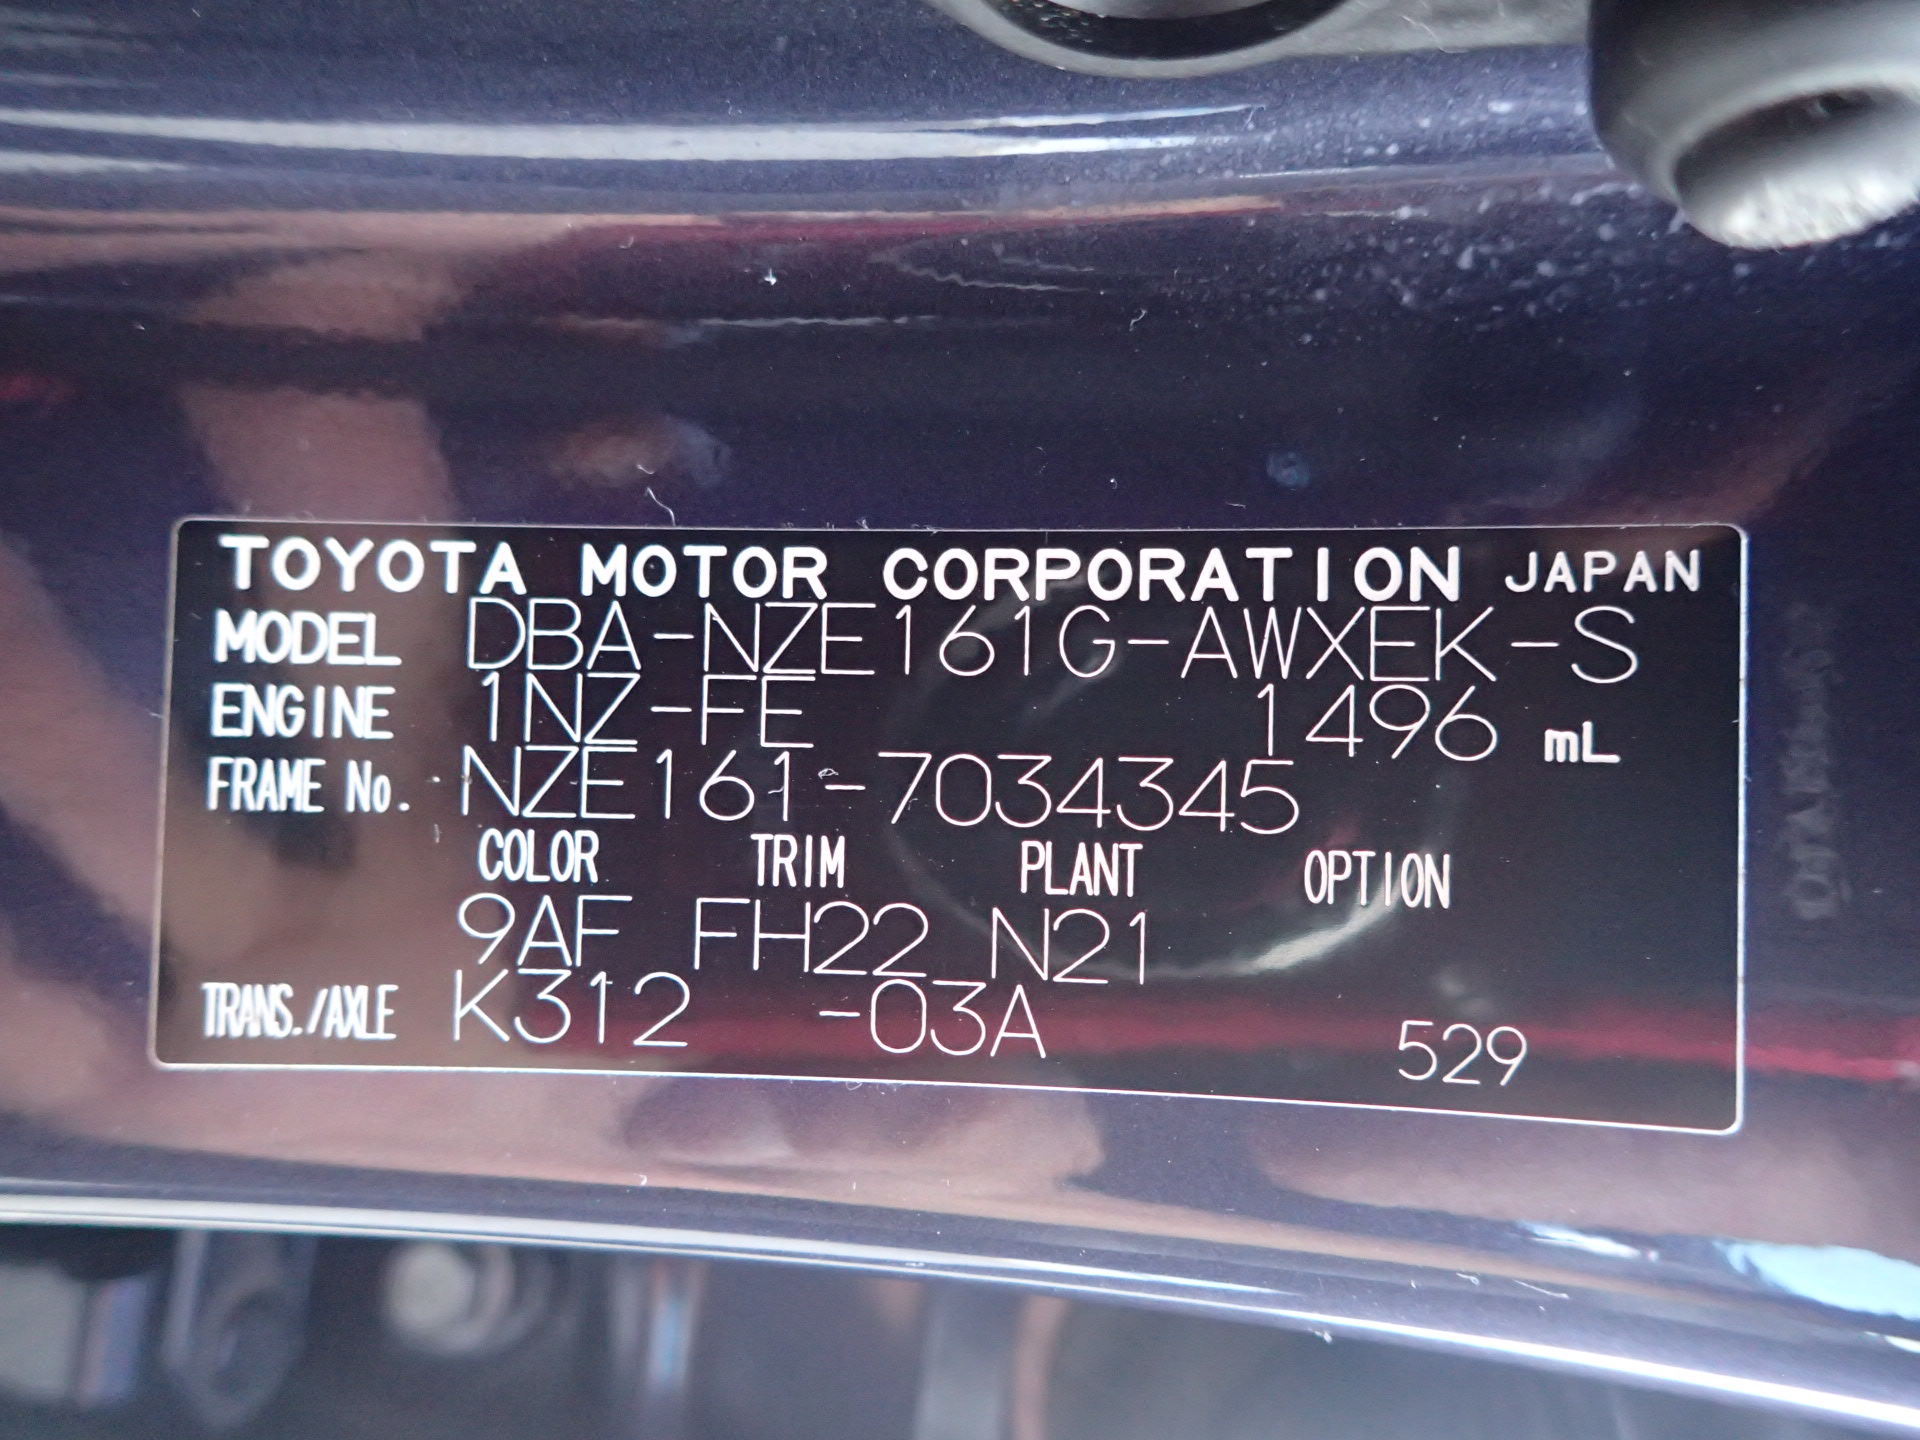 TOYOTA MOTOR CORPORATION JAPAN
MODEL DBA-NZE161G-AWXEK-S
ENGINE 1NZ-FE 1496 mL
FRAME No. NZE161-7034345
COLOR TRIM PLANT OPTION
9AF FH22 N21
TRANS./AXLE K312 -03A 529